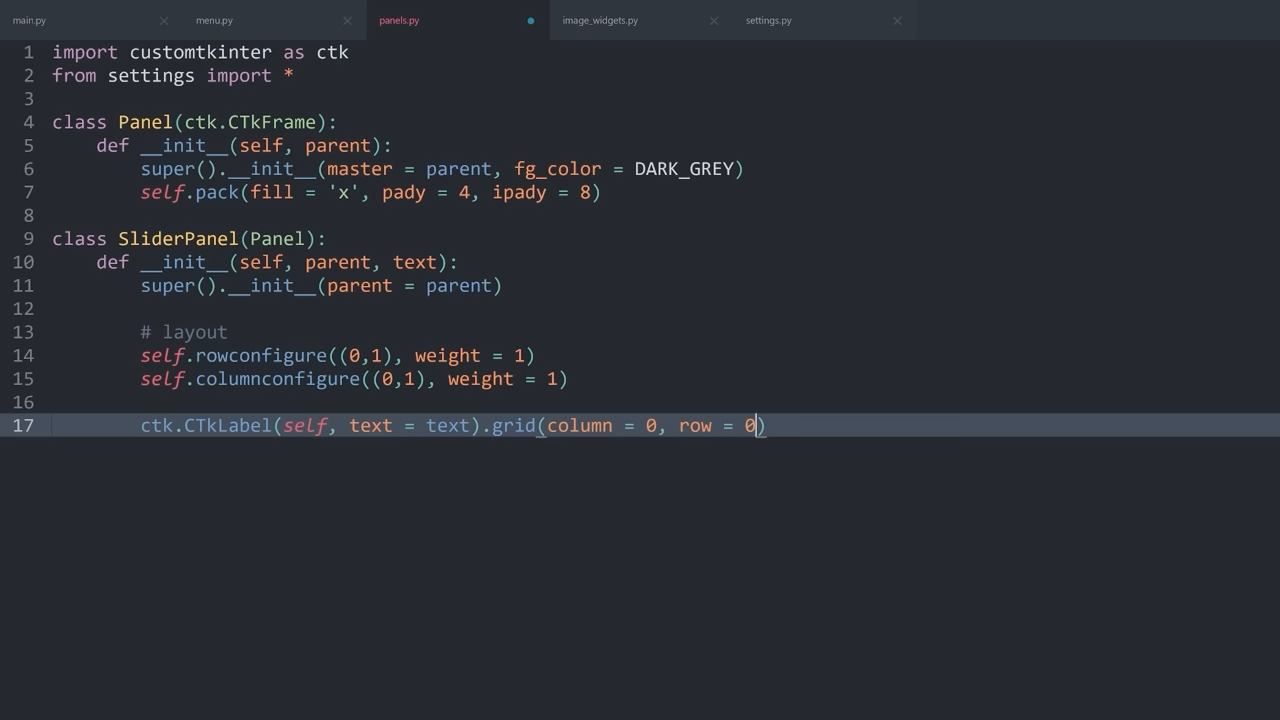 main.py × menu.py × panels.py image_widgets.py × settings.py ×
1 import customtkinter as ctk
2 from settings import *
3
4 class Panel(ctk.CTkFrame):
5     def __init__(self, parent):
6         super().__init__(master = parent, fg_color = DARK_GREY)
7         self.pack(fill = 'x', pady = 4, ipady = 8)
8
9 class SliderPanel(Panel):
10     def __init__(self, parent, text):
11         super().__init__(parent = parent)
12
13         # layout
14         self.rowconfigure((0,1), weight = 1)
15         self.columnconfigure((0,1), weight = 1)
16
17         ctk.CTkLabel(self, text = text).grid(column = 0, row = 0)